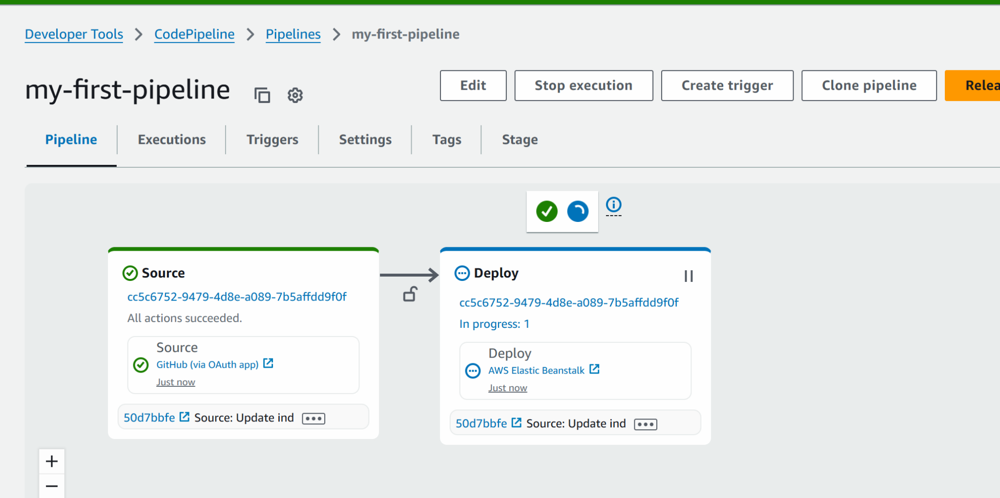 Developer Tools > CodePipeline > Pipelines > my-first-pipeline
my-first-pipeline
Edit
Stop execution
Create trigger
Clone pipeline
Relea
Pipeline
Executions
Triggers
Settings
Tags
Stage
Source
cc5c6752-9479-4d8e-a089-7b5affdd9f0f
All actions succeeded.
Source
GitHub (via OAuth app)
Just now
50d7bbfe Source: Update ind
Deploy
cc5c6752-9479-4d8e-a089-7b5affdd9f0f
In progress: 1
Deploy
AWS Elastic Beanstalk
Just now
50d7bbfe Source: Update ind